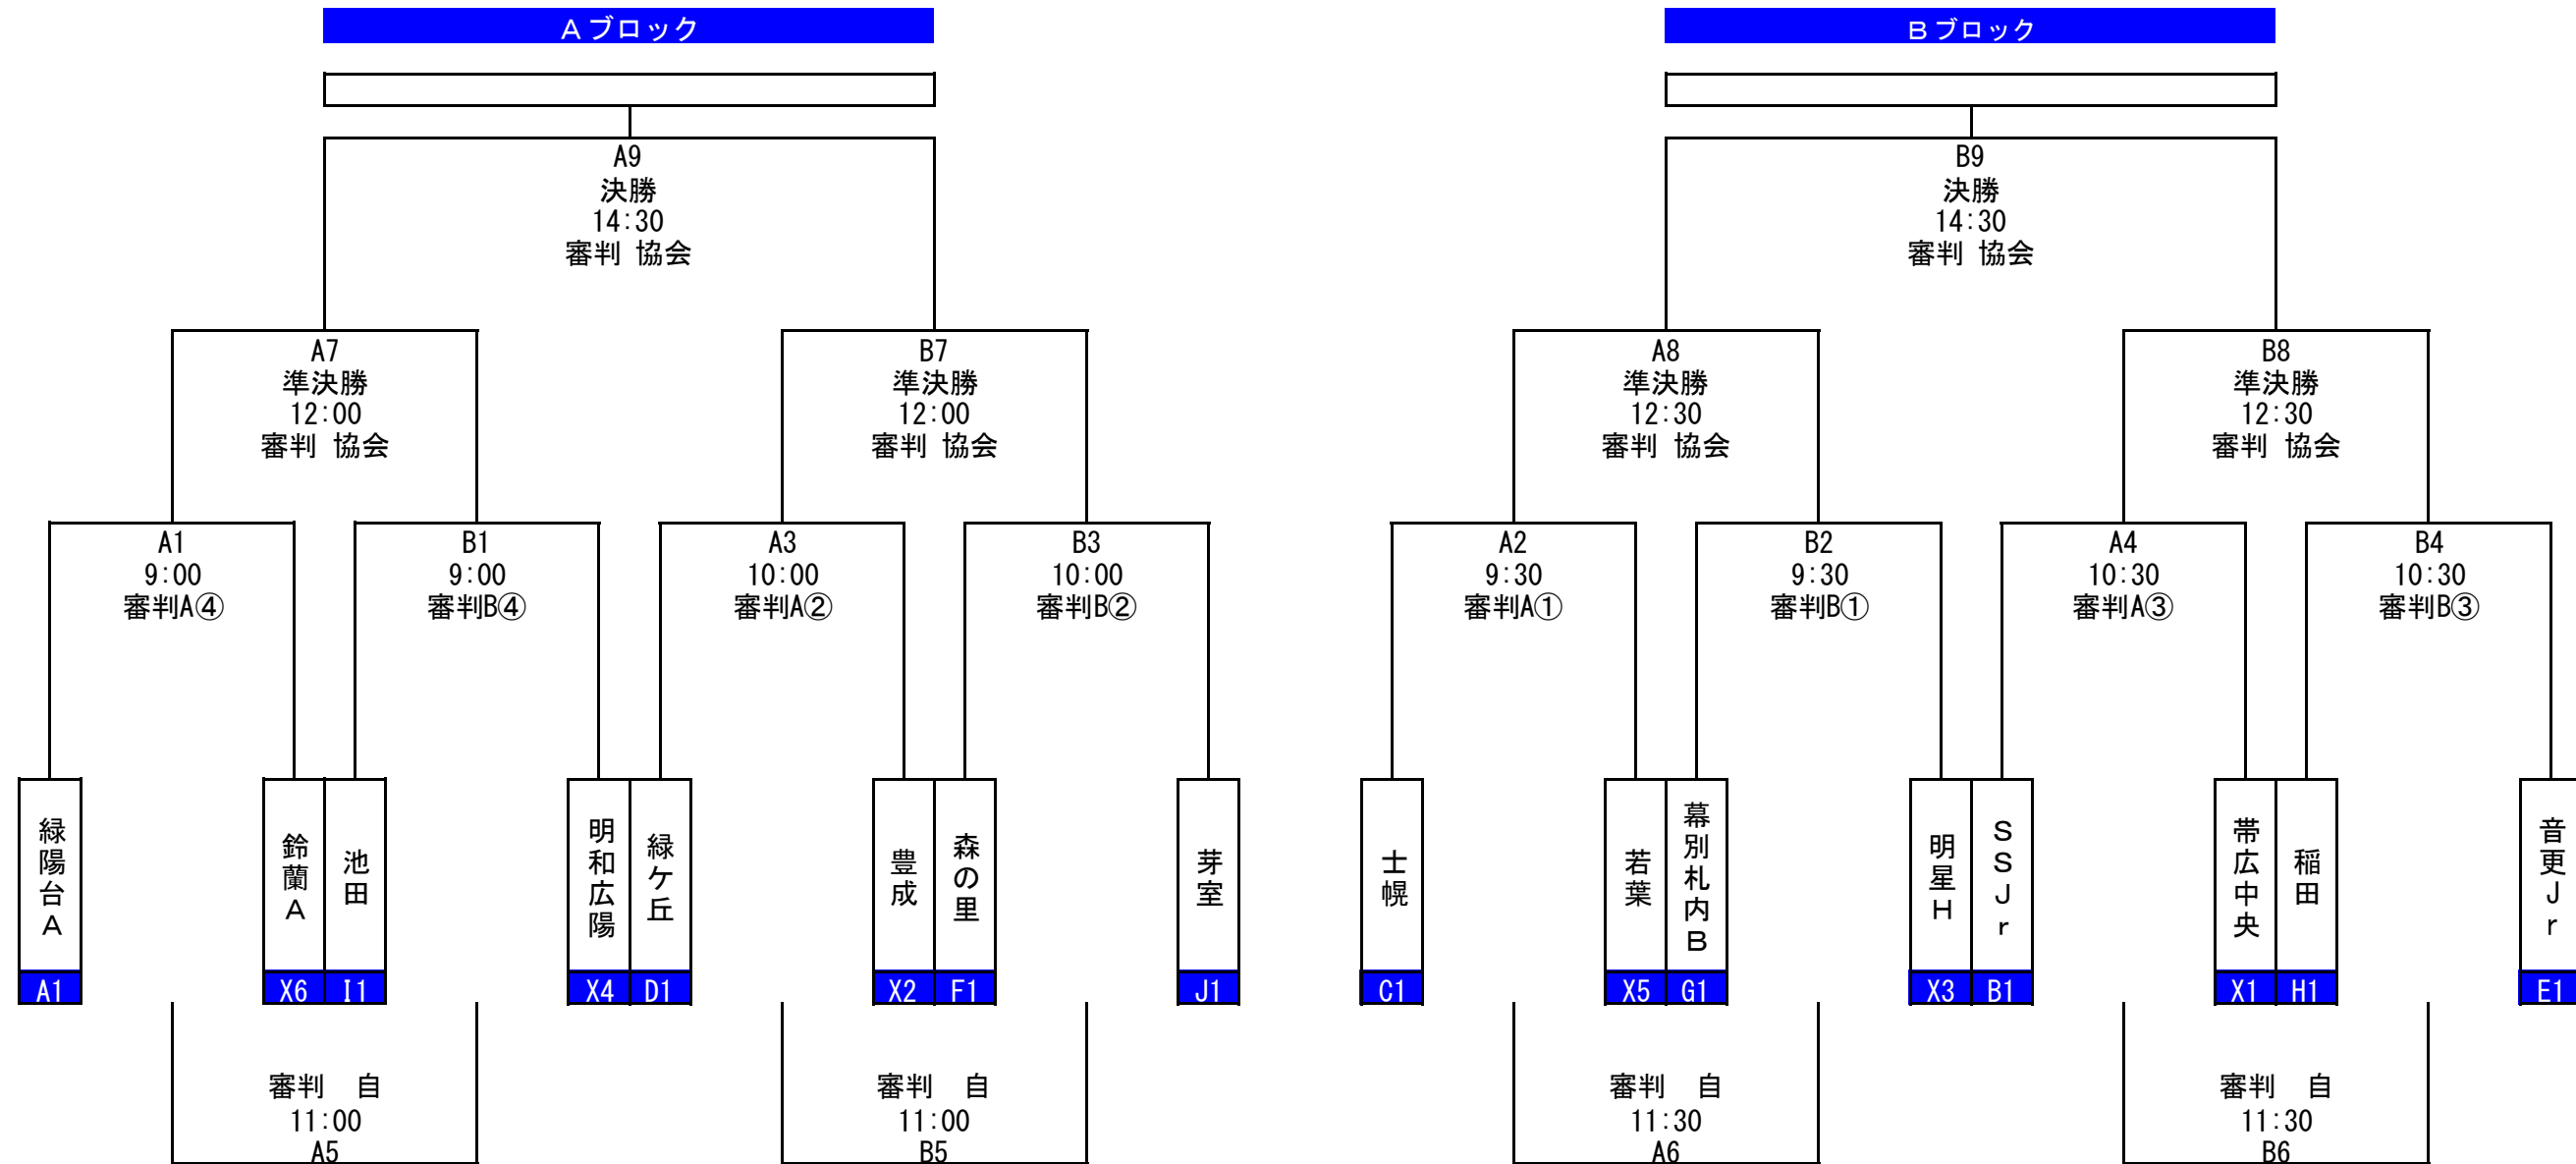 Ａブロック
Ｂブロック
A9
決勝
14:30
審判 協会
B9
決勝
14:30
審判 協会
A7
準決勝
12:00
審判 協会
B7
準決勝
12:00
審判 協会
A8
準決勝
12:30
審判 協会
B8
準決勝
12:30
審判 協会
A1
9:00
審判A④
B1
9:00
審判B④
A3
10:00
審判A②
B3
10:00
審判B②
A2
9:30
審判A①
B2
9:30
審判B①
A4
10:30
審判A③
B4
10:30
審判B③
緑陽台Ａ
鈴蘭Ａ
池田
明和広陽
緑ケ丘
豊成
森の里
芽室
士幌
若葉
幕別札内Ｂ
明星Ｈ
ＳＳＪｒ
帯広中央
稲田
音更Ｊｒ
A1 X6 I1 X4 D1 X2 F1 J1 C1 X5 G1 X3 B1 X1 H1 E1
審判　自
11:00
A5
審判　自
11:00
B5
審判　自
11:30
A6
審判　自
11:30
B6